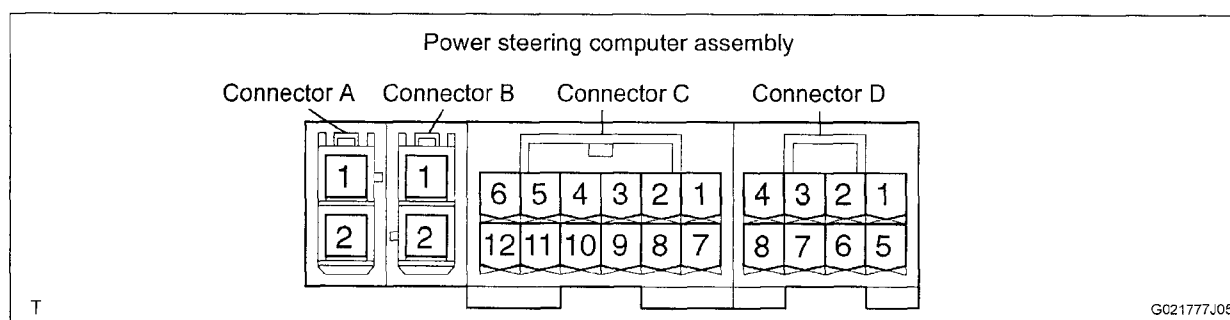 Power steering computer assembly
Connector A Connector B Connector C Connector D
1 1 6 5 4 3 2 1 4 3 2 1
2 2 12 11 10 9 8 7 8 7 6 5
T G021777J05